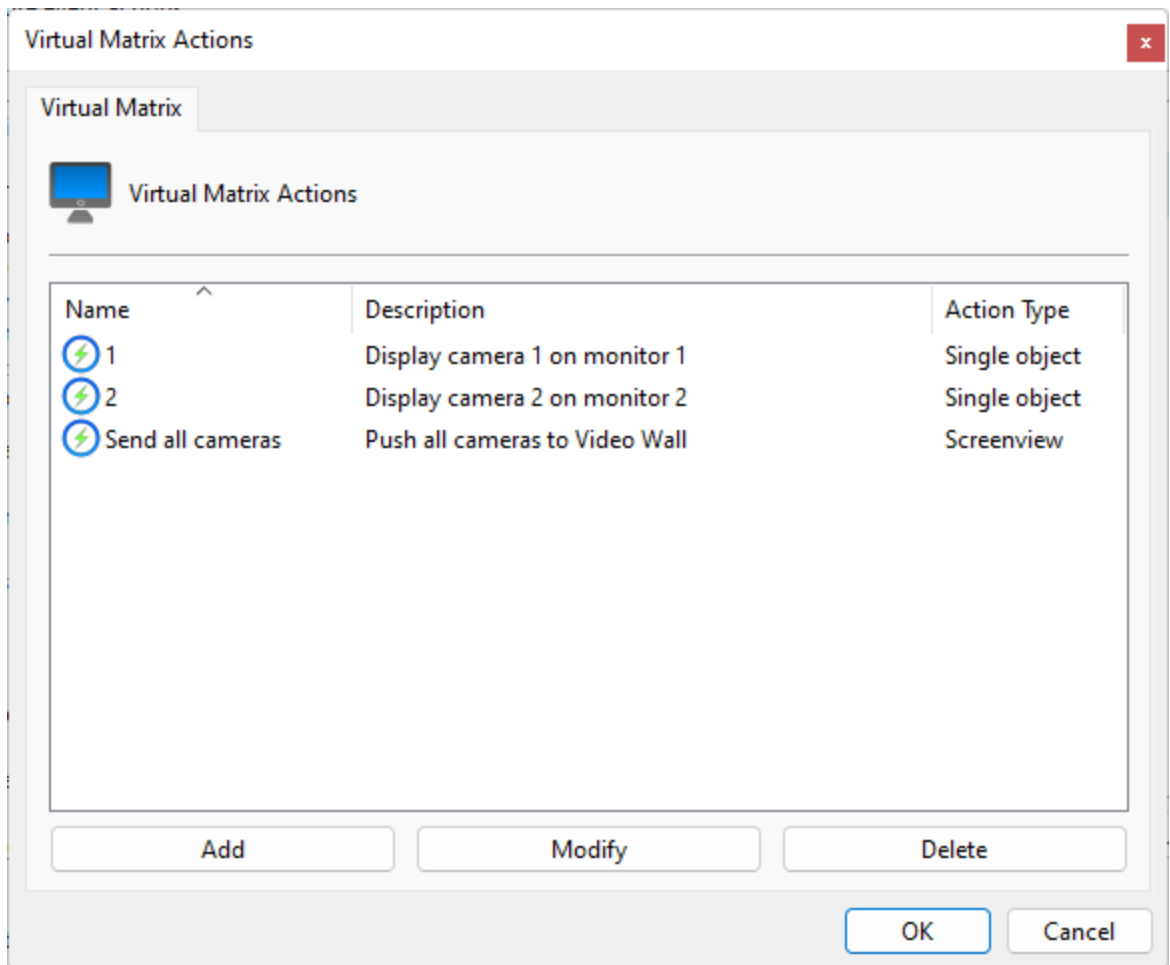 Virtual Matrix Actions
x
Virtual Matrix
Virtual Matrix Actions
Name Description Action Type
1 Display camera 1 on monitor 1 Single object
2 Display camera 2 on monitor 2 Single object
Send all cameras Push all cameras to Video Wall Screenview
Add Modify Delete
OK Cancel